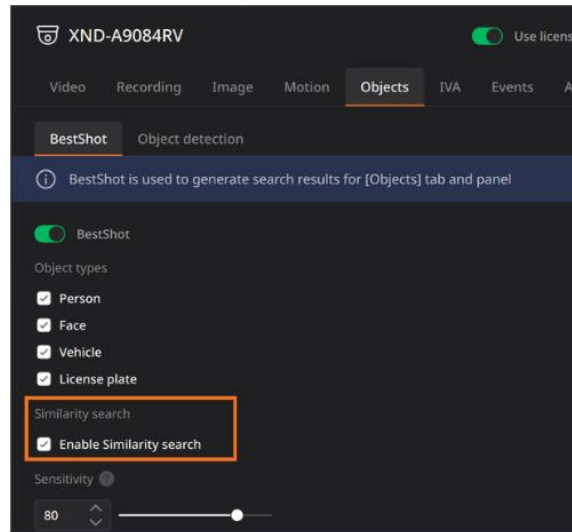 XND-A9084RV Use licens
Video Recording Image Motion Objects IVA Events A
BestShot Object detection
BestShot is used to generate search results for [Objects] tab and panel
BestShot
Object types
Person
Face
Vehicle
License plate
Similarity search
Enable Similarity search
Sensitivity ?
80